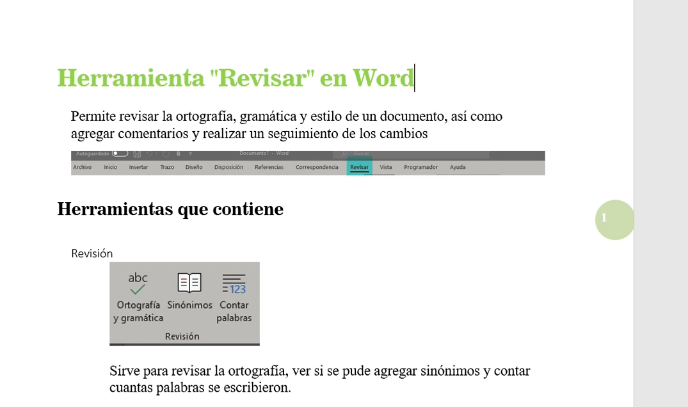 Herramienta "Revisar" en Word
Permite revisar la ortografía, gramática y estilo de un documento, así como
agregar comentarios y realizar un seguimiento de los cambios
Autoguardado Documento1 - Word
Archivo Inicio Insertar Trazo Diseño Disposición Referencias Correspondencia Revisar Vista Programador Ayuda
Herramientas que contiene
1
Revisión
abc 123
Ortografía Sinónimos Contar
y gramática palabras
Revisión
Sirve para revisar la ortografía, ver si se pude agregar sinónimos y contar
cuantas palabras se escribieron.